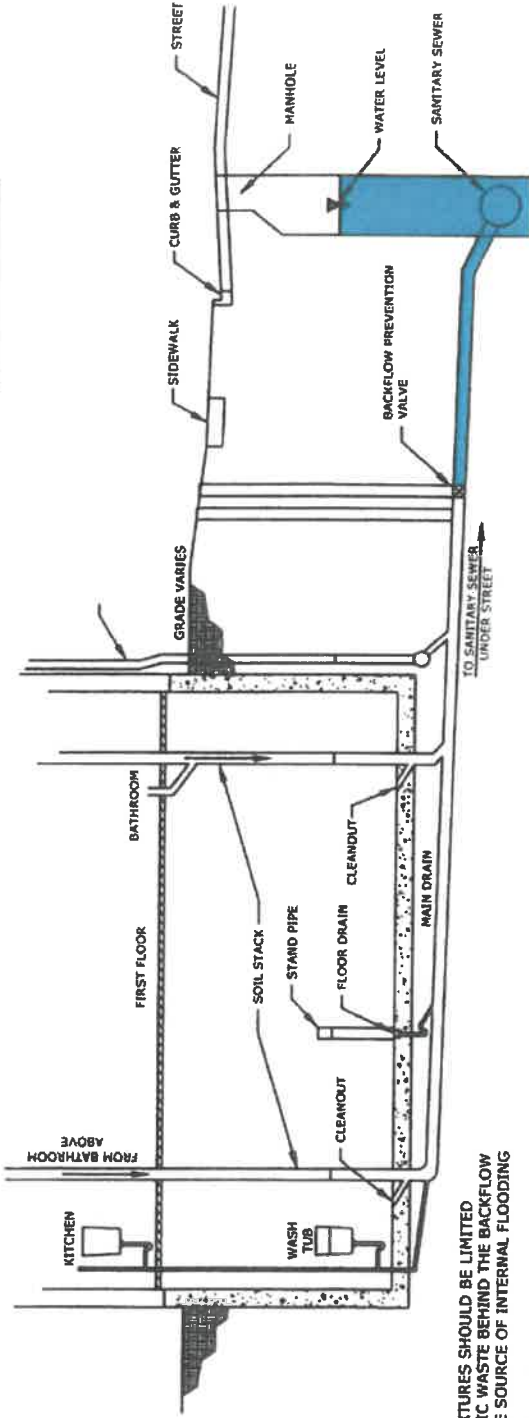 STREET
MANHOLE
WATER LEVEL
SANITARY SEWER
CURB & GUTTER
SIDEWALK
BACKFLOW PREVENTION
VALVE
GRADE VARIES
TO SANITARY SEWER
UNDER STREET
BATHROOM
CLEANOUT
FIRST FLOOR
SOIL STACK
STAND PIPE
FLOOR DRAIN
MAIN DRAIN
FROM BATHROOM
ABOVE
CLEANOUT
KITCHEN
WASH
TUB
TURES SHOULD BE LIMITED
C WASTE BEHIND THE BACKFLOW
E SOURCE OF INTERNAL FLOODING